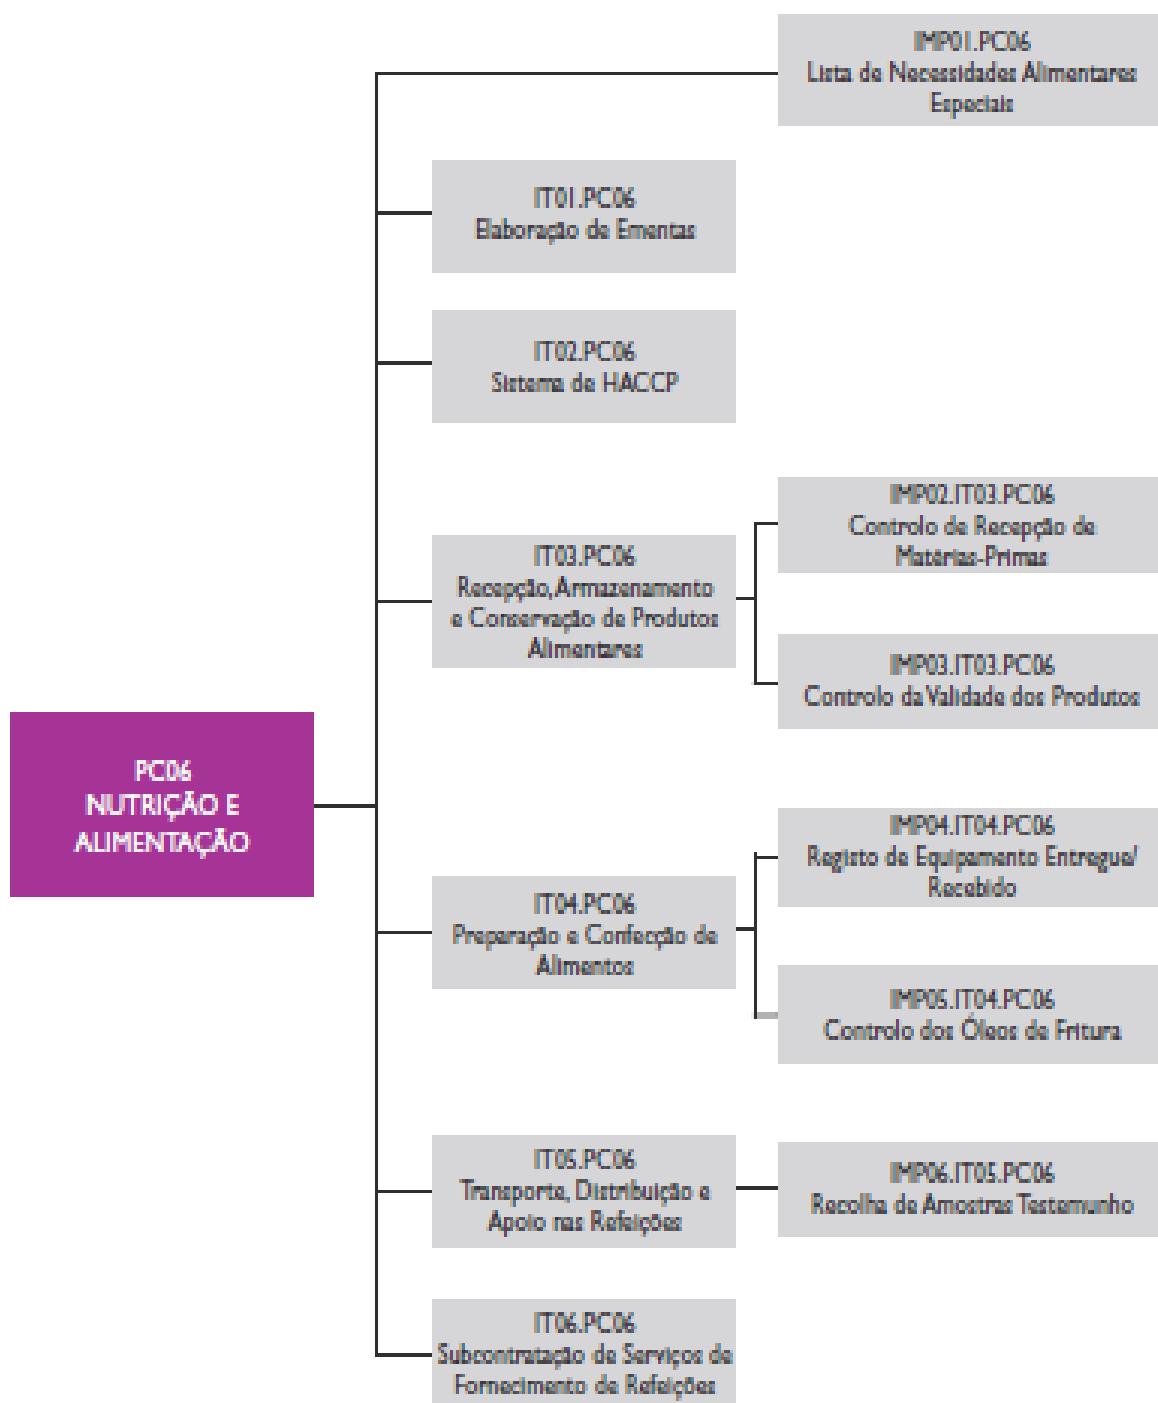 IMP01.PC06
Lista de Necessidades Alimentares
Especiais
IT01.PC06
Elaboração de Ementas
IT02.PC06
Sistema de HACCP
IT03.PC06
Recepção, Armazenamento
e Conservação de Produtos
Alimentares
IMP02.IT03.PC06
Controlo de Recepção de
Matérias-Primas
IMP03.IT03.PC06
Controlo da Validade dos Produtos
PC06
NUTRIÇÃO E
ALIMENTAÇÃO
IT04.PC06
Preparação e Confecção de
Alimentos
IMP04.IT04.PC06
Registo de Equipamento Entregue/
Recebido
IMP05.IT04.PC06
Controlo dos Óleos de Fritura
IT05.PC06
Transporte, Distribuição e
Apoio nas Refeições
IMP06.IT05.PC06
Recolha de Amostras Testemunho
IT06.PC06
Subcontratação de Serviços de
Fornecimento de Refeições